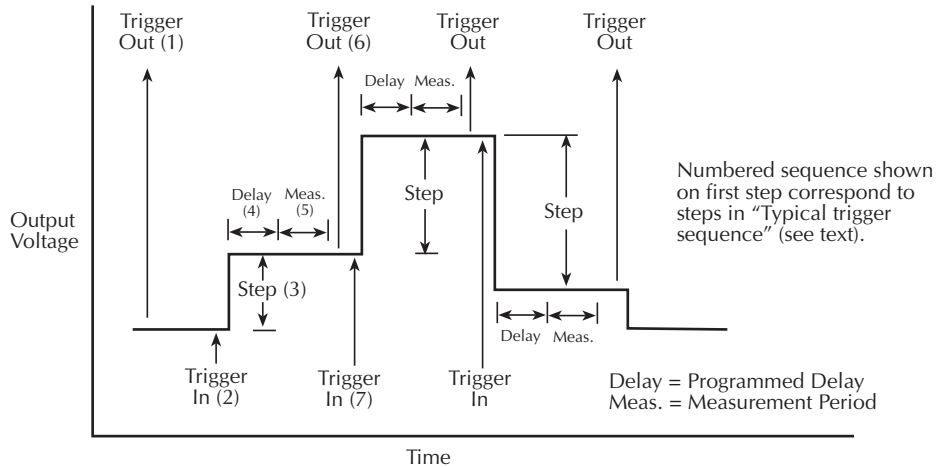 Trigger
Out (1)
Trigger
Out (6)
Trigger
Out
Trigger
Out
Delay
Meas.
Numbered sequence shown
on first step correspond to
steps in “Typical trigger
sequence” (see text).
Delay
(4)
Meas.
(5)
Step
Step
Output
Voltage
Step (3)
Delay
Meas.
Trigger
In (2)
Trigger
In (7)
Trigger
In
Delay = Programmed Delay
Meas. = Measurement Period
Time